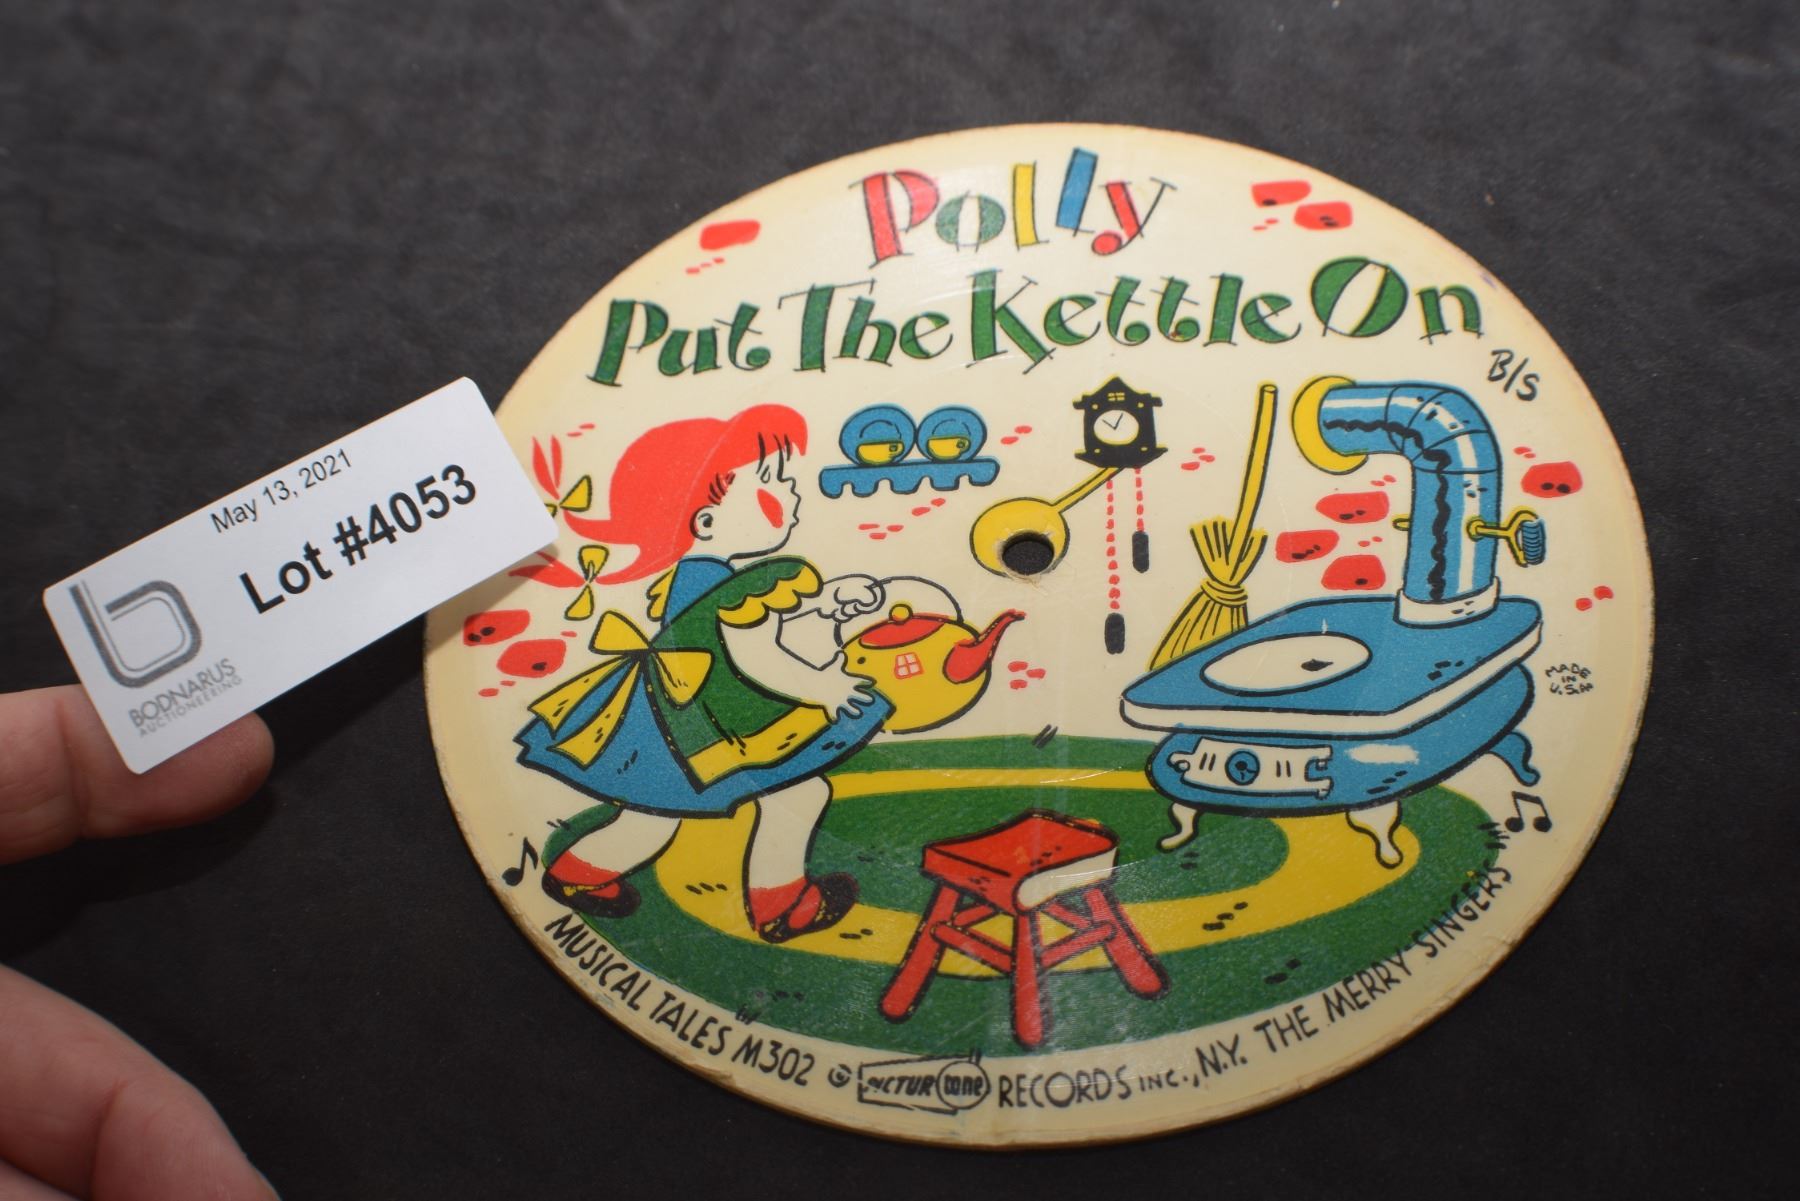 Polly
Put The Kettle On
B/S
May 13, 2021
Lot #4053
BODNARUS
AUCTIONEERING
MADE
IN
U.S.A.
MUSICAL TALES M302 © PICTURtone RECORDS INC., N.Y. THE MERRY SINGERS